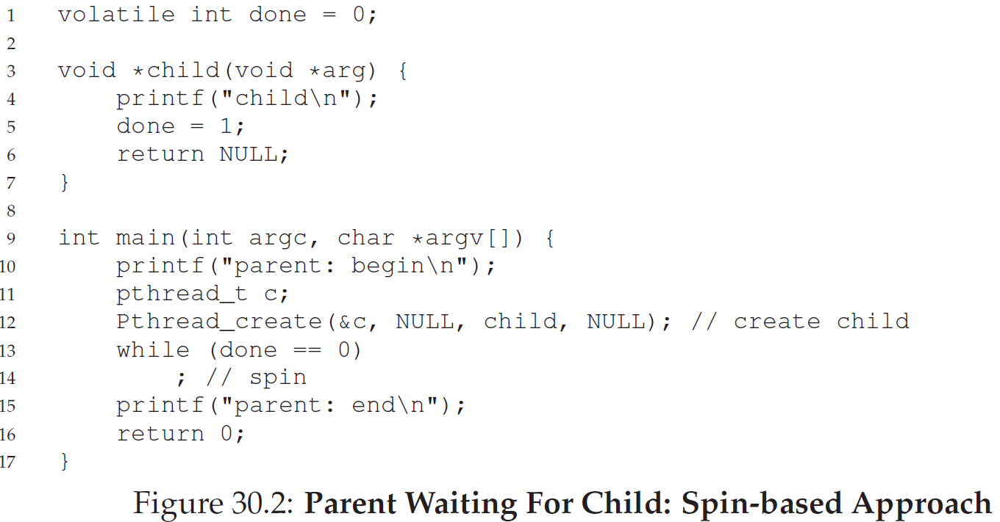 1 volatile int done = 0;
2
3 void *child(void *arg) {
4     printf("child\n");
5     done = 1;
6     return NULL;
7 }
8
9 int main(int argc, char *argv[]) {
10     printf("parent: begin\n");
11     pthread_t c;
12     Pthread_create(&c, NULL, child, NULL); // create child
13     while (done == 0)
14         ; // spin
15     printf("parent: end\n");
16     return 0;
17 }
Figure 30.2: Parent Waiting For Child: Spin-based Approach